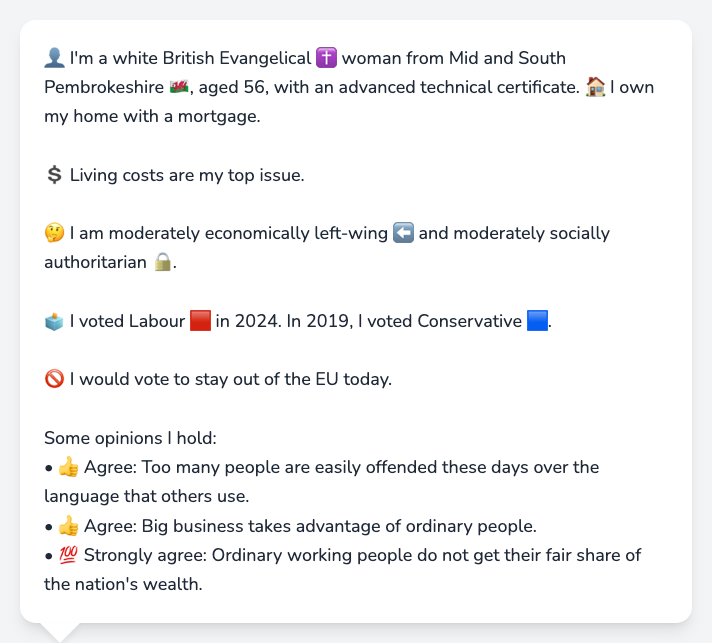 👤 I'm a white British Evangelical ✝️ woman from Mid and South
Pembrokeshire 🏴󠁧󠁢󠁷󠁬󠁳󠁿, aged 56, with an advanced technical certificate. 🏠 I own
my home with a mortgage.
💲 Living costs are my top issue.
🤔 I am moderately economically left-wing ⬅️ and moderately socially
authoritarian 🔒.
🗳️ I voted Labour 🟥 in 2024. In 2019, I voted Conservative 🟦.
🚫 I would vote to stay out of the EU today.
Some opinions I hold:
• 👍 Agree: Too many people are easily offended these days over the
language that others use.
• 👍 Agree: Big business takes advantage of ordinary people.
• 💯 Strongly agree: Ordinary working people do not get their fair share of
the nation's wealth.